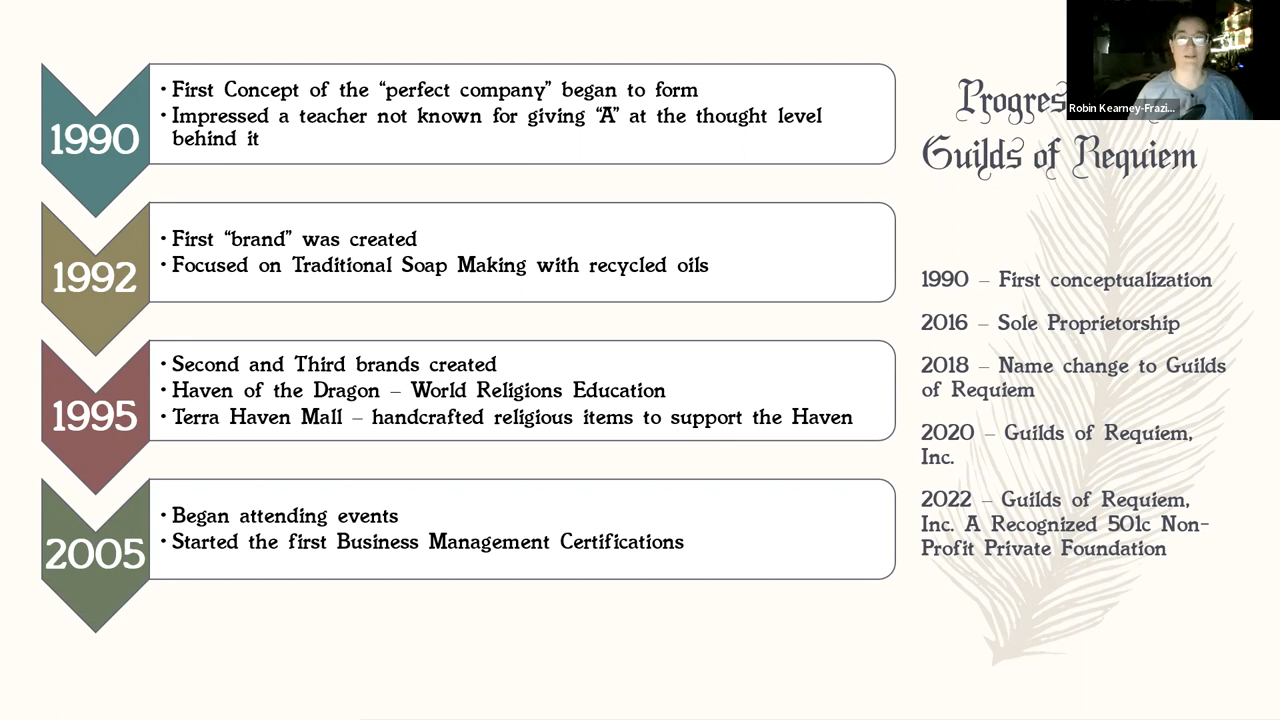 1990
• First Concept of the “perfect company” began to form
• Impressed a teacher not known for giving “A” at the thought level
behind it
1992
• First “brand” was created
• Focused on Traditional Soap Making with recycled oils
1995
• Second and Third brands created
• Haven of the Dragon – World Religions Education
• Terra Haven Mall – handcrafted religious items to support the Haven
2005
• Began attending events
• Started the first Business Management Certifications
Robin Kearney-Frazi...
Guilds of Requiem
1990 – First conceptualization
2016 – Sole Proprietorship
2018 – Name change to Guilds
of Requiem
2020 – Guilds of Requiem,
Inc.
2022 – Guilds of Requiem,
Inc. A Recognized 501c Non-
Profit Private Foundation